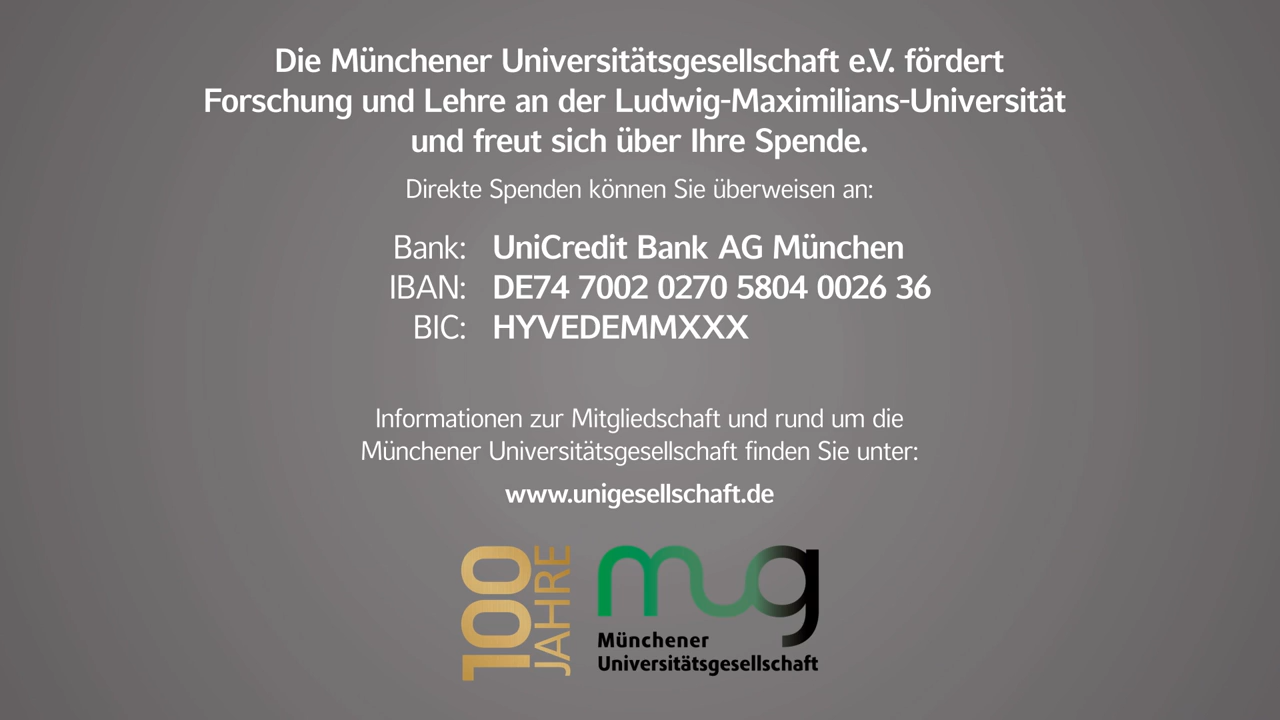 Die Münchener Universitätsgesellschaft e.V. fördert
Forschung und Lehre an der Ludwig-Maximilians-Universität
und freut sich über Ihre Spende.
Direkte Spenden können Sie überweisen an:
Bank: UniCredit Bank AG München
IBAN: DE74 7002 0270 5804 0026 36
BIC: HYVEDEMMXXX
Informationen zur Mitgliedschaft und rund um die
Münchener Universitätsgesellschaft finden Sie unter:
www.unigesellschaft.de
100
JAHRE
mug
Münchener
Universitätsgesellschaft